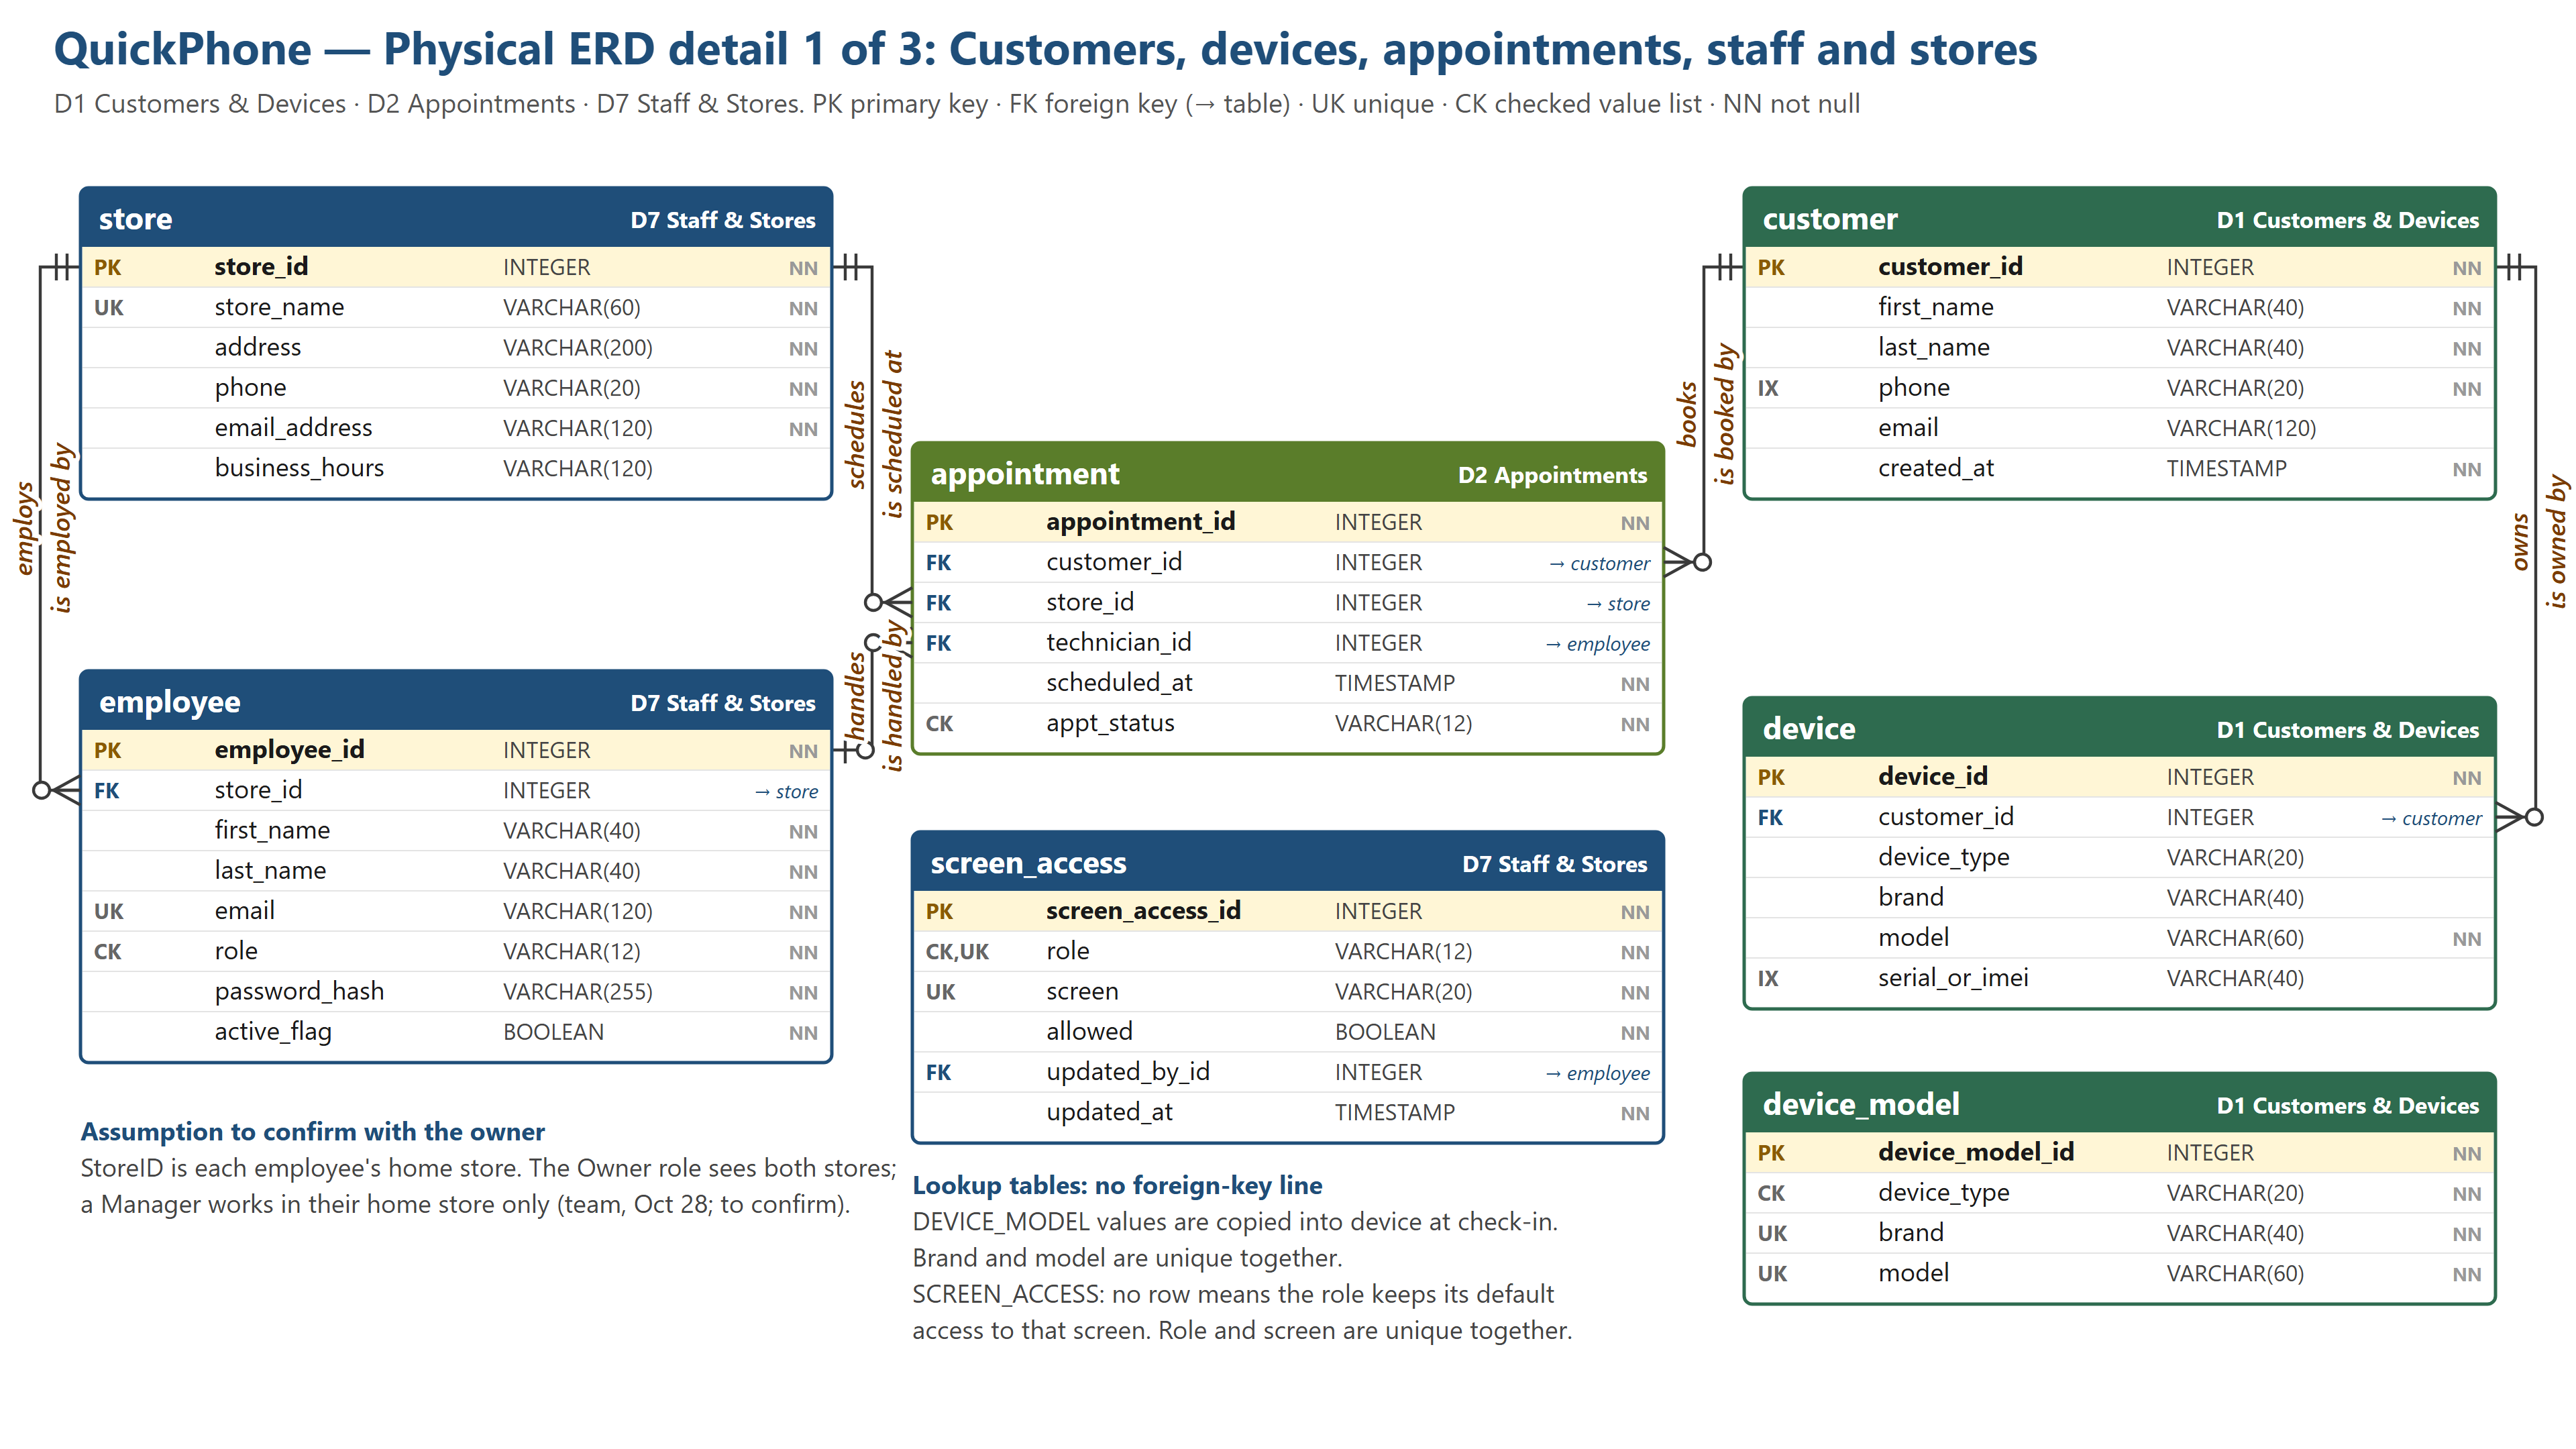 QuickPhone — Physical ERD detail 1 of 3: Customers, devices, appointments, staff and stores
D1 Customers & Devices · D2 Appointments · D7 Staff & Stores. PK primary key · FK foreign key (→ table) · UK unique · CK checked value list · NN not null
store D7 Staff & Stores
PK store_id INTEGER NN
UK store_name VARCHAR(60) NN
address VARCHAR(200) NN
phone VARCHAR(20) NN
email_address VARCHAR(120) NN
business_hours VARCHAR(120)
employs
is employed by
schedules
is scheduled at
employee D7 Staff & Stores
PK employee_id INTEGER NN
FK store_id INTEGER → store
first_name VARCHAR(40) NN
last_name VARCHAR(40) NN
UK email VARCHAR(120) NN
CK role VARCHAR(12) NN
password_hash VARCHAR(255) NN
active_flag BOOLEAN NN
handles
is handled by
Assumption to confirm with the owner
StoreID is each employee's home store. The Owner role sees both stores;
a Manager works in their home store only (team, Oct 28; to confirm).
appointment D2 Appointments
PK appointment_id INTEGER NN
FK customer_id INTEGER → customer
FK store_id INTEGER → store
FK technician_id INTEGER → employee
scheduled_at TIMESTAMP NN
CK appt_status VARCHAR(12) NN
screen_access D7 Staff & Stores
PK screen_access_id INTEGER NN
CK,UK role VARCHAR(12) NN
UK screen VARCHAR(20) NN
allowed BOOLEAN NN
FK updated_by_id INTEGER → employee
updated_at TIMESTAMP NN
Lookup tables: no foreign-key line
DEVICE_MODEL values are copied into device at check-in.
Brand and model are unique together.
SCREEN_ACCESS: no row means the role keeps its default
access to that screen. Role and screen are unique together.
books
is booked by
customer D1 Customers & Devices
PK customer_id INTEGER NN
first_name VARCHAR(40) NN
last_name VARCHAR(40) NN
IX phone VARCHAR(20) NN
email VARCHAR(120)
created_at TIMESTAMP NN
owns
is owned by
device D1 Customers & Devices
PK device_id INTEGER NN
FK customer_id INTEGER → customer
device_type VARCHAR(20)
brand VARCHAR(40)
model VARCHAR(60) NN
IX serial_or_imei VARCHAR(40)
device_model D1 Customers & Devices
PK device_model_id INTEGER NN
CK device_type VARCHAR(20) NN
UK brand VARCHAR(40) NN
UK model VARCHAR(60) NN